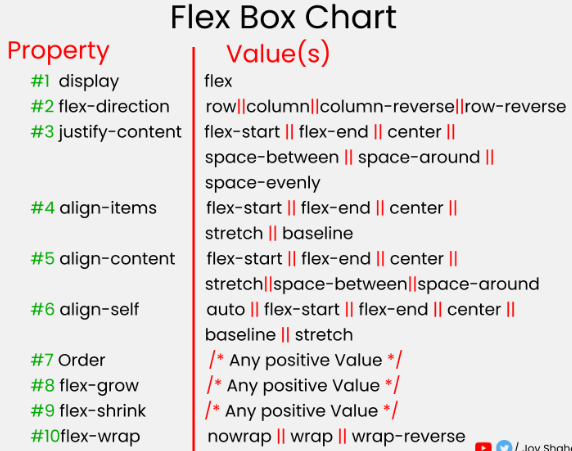 Flex Box Chart
Property Value(s)
#1 display flex
#2 flex-direction row||column||column-reverse||row-reverse
#3 justify-content flex-start || flex-end || center ||
space-between || space-around ||
space-evenly
#4 align-items flex-start || flex-end || center ||
stretch || baseline
#5 align-content flex-start || flex-end || center ||
stretch||space-between||space-around
#6 align-self auto || flex-start || flex-end || center ||
baseline || stretch
#7 Order /* Any positive Value */
#8 flex-grow /* Any positive Value */
#9 flex-shrink /* Any positive Value */
#10flex-wrap nowrap || wrap || wrap-reverse
/ Joy